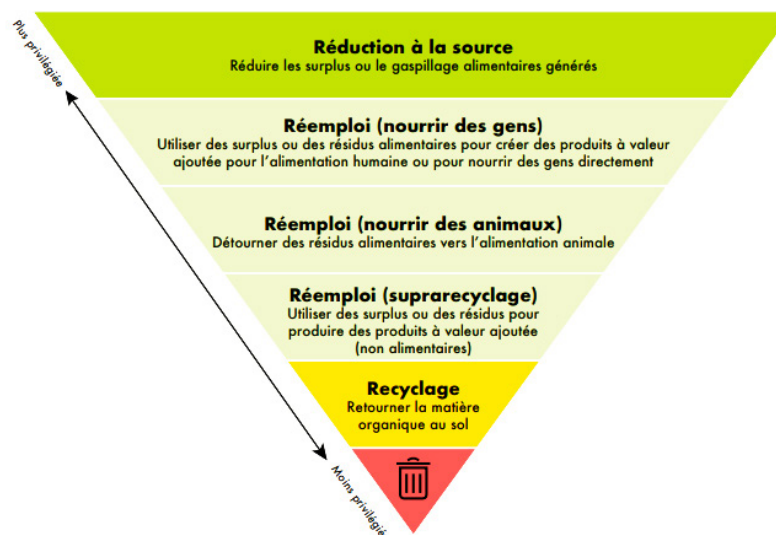 Plus privilégiée
Réduction à la source
Réduire les surplus ou le gaspillage alimentaires générés
Réemploi (nourrir des gens)
Utiliser des surplus ou des résidus alimentaires pour créer des produits à valeur
ajoutée pour l'alimentation humaine ou pour nourrir des gens directement
Réemploi (nourrir des animaux)
Détourner des résidus alimentaires vers l'alimentation animale
Réemploi (suprarecyclage)
Utiliser des surplus ou des résidus pour
produire des produits à valeur ajoutée
(non alimentaires)
Recyclage
Retourner la matière
organique au sol
Moins privilégiée